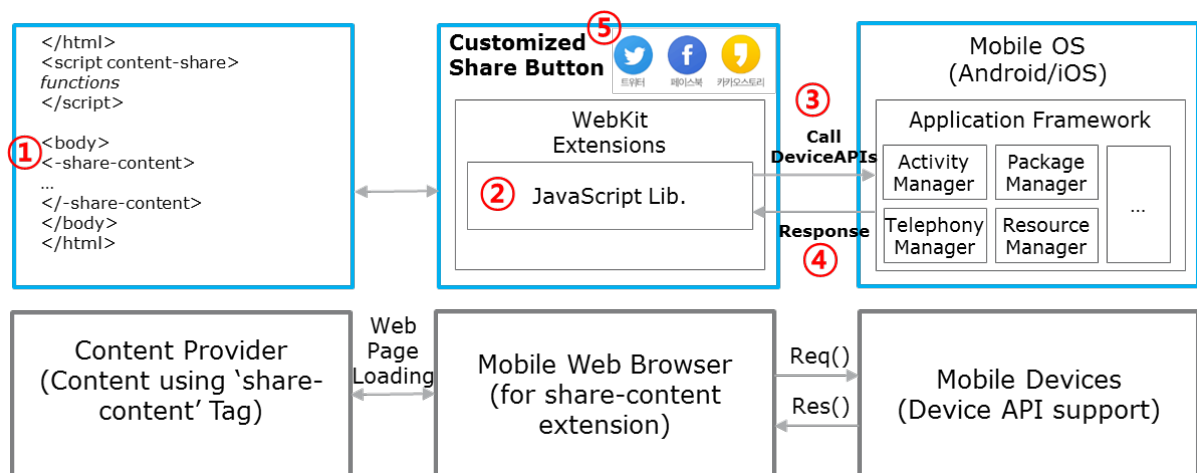 </html>
<script content-share>
functions
</script>
<body>
<-share-content>
...
</-share-content>
</body>
</html>
①
Customized
Share Button
⑤
트위터
페이스북
카카오스토리
WebKit
Extensions
②
JavaScript Lib.
③
Call
DeviceAPIs
Response
④
Mobile OS
(Android/iOS)
Application Framework
Activity
Manager
Package
Manager
Telephony
Manager
Resource
Manager
...
Content Provider
(Content using ‘share-
content’ Tag)
Web
Page
Loading
Mobile Web Browser
(for share-content
extension)
Req()
Res()
Mobile Devices
(Device API support)